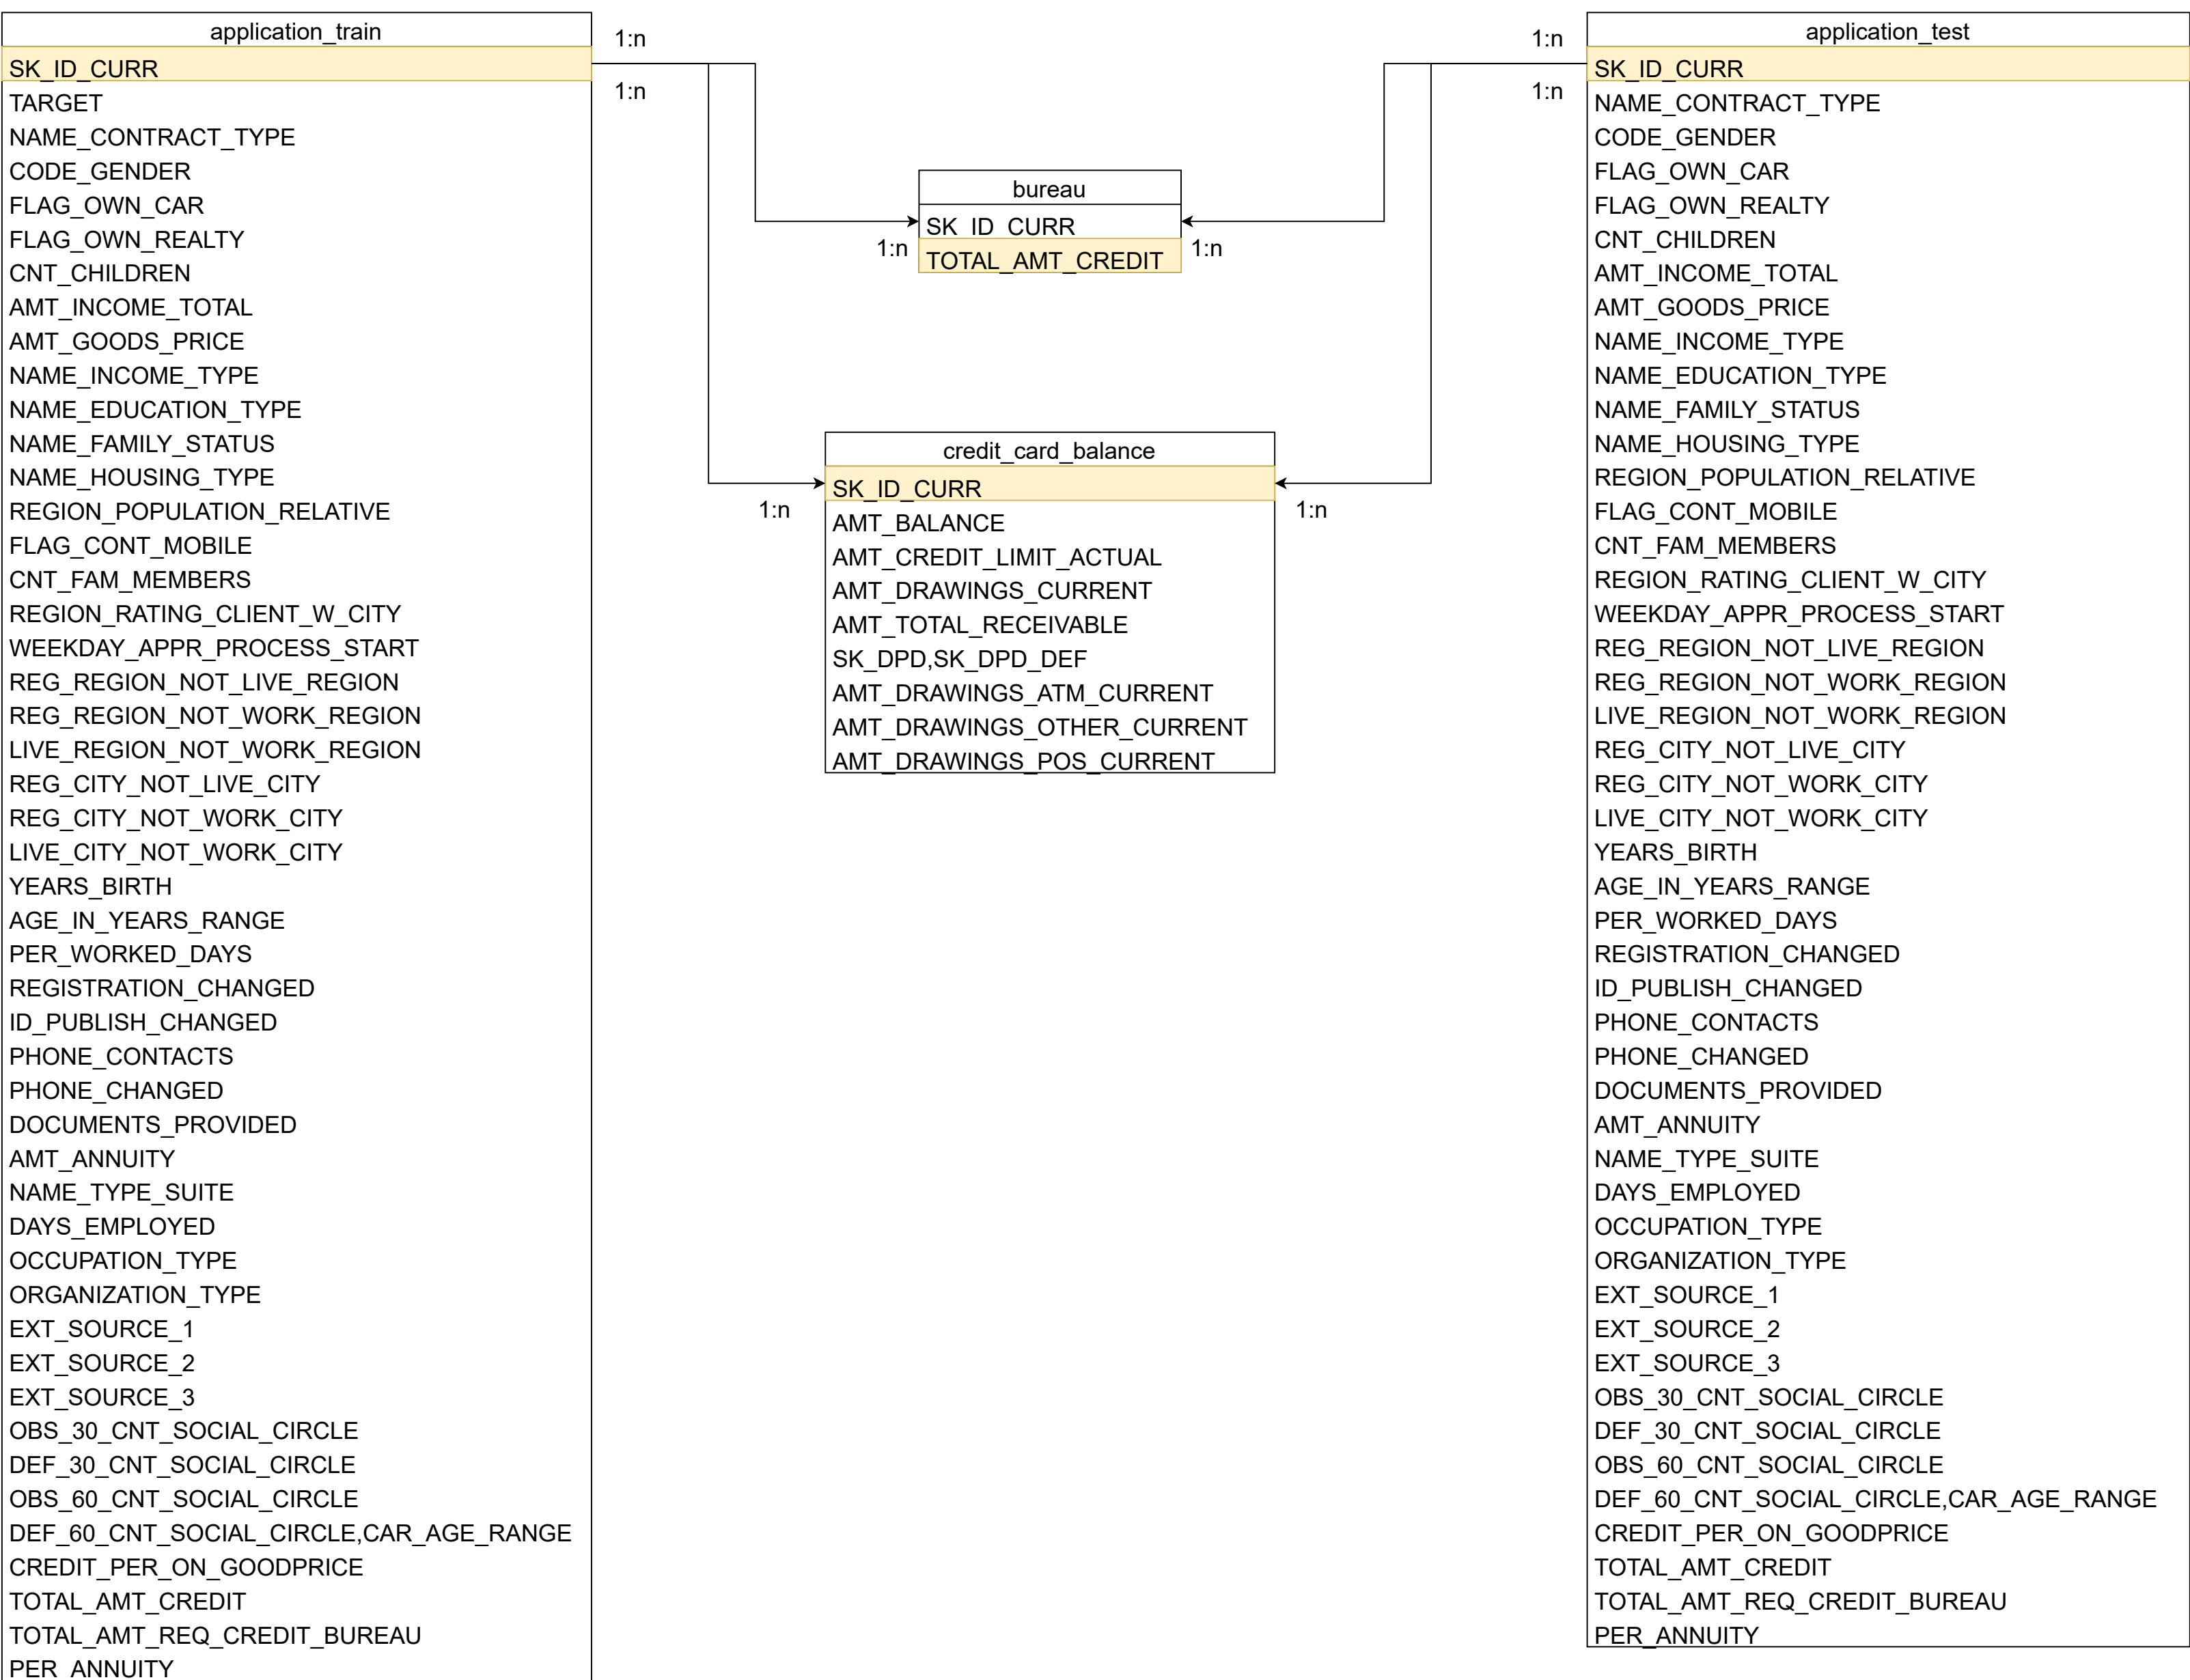 application_train
SK_ID_CURR
TARGET
NAME_CONTRACT_TYPE
CODE_GENDER
FLAG_OWN_CAR
FLAG_OWN_REALTY
CNT_CHILDREN
AMT_INCOME_TOTAL
AMT_GOODS_PRICE
NAME_INCOME_TYPE
NAME_EDUCATION_TYPE
NAME_FAMILY_STATUS
NAME_HOUSING_TYPE
REGION_POPULATION_RELATIVE
FLAG_CONT_MOBILE
CNT_FAM_MEMBERS
REGION_RATING_CLIENT_W_CITY
WEEKDAY_APPR_PROCESS_START
REG_REGION_NOT_LIVE_REGION
REG_REGION_NOT_WORK_REGION
LIVE_REGION_NOT_WORK_REGION
REG_CITY_NOT_LIVE_CITY
REG_CITY_NOT_WORK_CITY
LIVE_CITY_NOT_WORK_CITY
YEARS_BIRTH
AGE_IN_YEARS_RANGE
PER_WORKED_DAYS
REGISTRATION_CHANGED
ID_PUBLISH_CHANGED
PHONE_CONTACTS
PHONE_CHANGED
DOCUMENTS_PROVIDED
AMT_ANNUITY
NAME_TYPE_SUITE
DAYS_EMPLOYED
OCCUPATION_TYPE
ORGANIZATION_TYPE
EXT_SOURCE_1
EXT_SOURCE_2
EXT_SOURCE_3
OBS_30_CNT_SOCIAL_CIRCLE
DEF_30_CNT_SOCIAL_CIRCLE
OBS_60_CNT_SOCIAL_CIRCLE
DEF_60_CNT_SOCIAL_CIRCLE,CAR_AGE_RANGE
CREDIT_PER_ON_GOODPRICE
TOTAL_AMT_CREDIT
TOTAL_AMT_REQ_CREDIT_BUREAU
PER_ANNUITY
1:n
1:n
bureau
SK_ID_CURR
TOTAL_AMT_CREDIT
1:n
1:n
credit_card_balance
SK_ID_CURR
AMT_BALANCE
AMT_CREDIT_LIMIT_ACTUAL
AMT_DRAWINGS_CURRENT
AMT_TOTAL_RECEIVABLE
SK_DPD,SK_DPD_DEF
AMT_DRAWINGS_ATM_CURRENT
AMT_DRAWINGS_OTHER_CURRENT
AMT_DRAWINGS_POS_CURRENT
1:n
1:n
1:n
1:n
application_test
SK_ID_CURR
NAME_CONTRACT_TYPE
CODE_GENDER
FLAG_OWN_CAR
FLAG_OWN_REALTY
CNT_CHILDREN
AMT_INCOME_TOTAL
AMT_GOODS_PRICE
NAME_INCOME_TYPE
NAME_EDUCATION_TYPE
NAME_FAMILY_STATUS
NAME_HOUSING_TYPE
REGION_POPULATION_RELATIVE
FLAG_CONT_MOBILE
CNT_FAM_MEMBERS
REGION_RATING_CLIENT_W_CITY
WEEKDAY_APPR_PROCESS_START
REG_REGION_NOT_LIVE_REGION
REG_REGION_NOT_WORK_REGION
LIVE_REGION_NOT_WORK_REGION
REG_CITY_NOT_LIVE_CITY
REG_CITY_NOT_WORK_CITY
LIVE_CITY_NOT_WORK_CITY
YEARS_BIRTH
AGE_IN_YEARS_RANGE
PER_WORKED_DAYS
REGISTRATION_CHANGED
ID_PUBLISH_CHANGED
PHONE_CONTACTS
PHONE_CHANGED
DOCUMENTS_PROVIDED
AMT_ANNUITY
NAME_TYPE_SUITE
DAYS_EMPLOYED
OCCUPATION_TYPE
ORGANIZATION_TYPE
EXT_SOURCE_1
EXT_SOURCE_2
EXT_SOURCE_3
OBS_30_CNT_SOCIAL_CIRCLE
DEF_30_CNT_SOCIAL_CIRCLE
OBS_60_CNT_SOCIAL_CIRCLE
DEF_60_CNT_SOCIAL_CIRCLE,CAR_AGE_RANGE
CREDIT_PER_ON_GOODPRICE
TOTAL_AMT_CREDIT
TOTAL_AMT_REQ_CREDIT_BUREAU
PER_ANNUITY